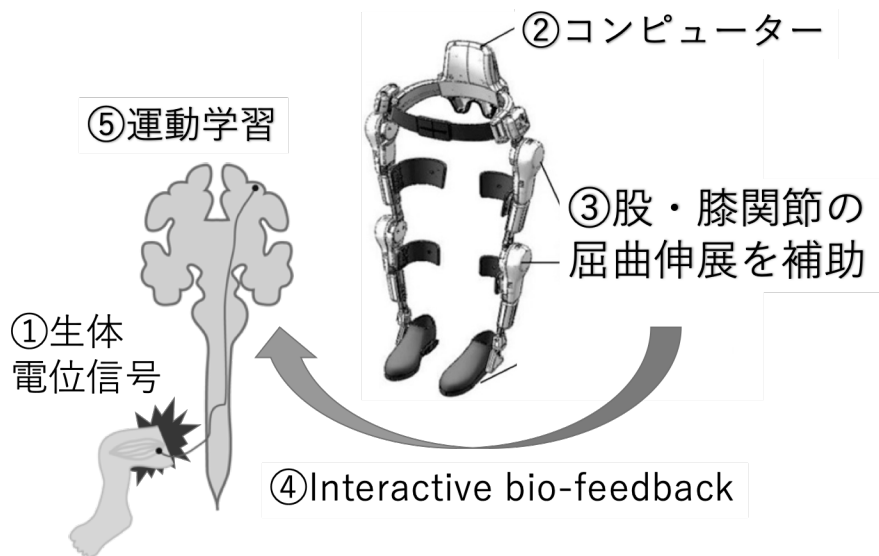 ①生体
電位信号
②コンピューター
③股・膝関節の
屈曲伸展を補助
④Interactive bio-feedback
⑤運動学習